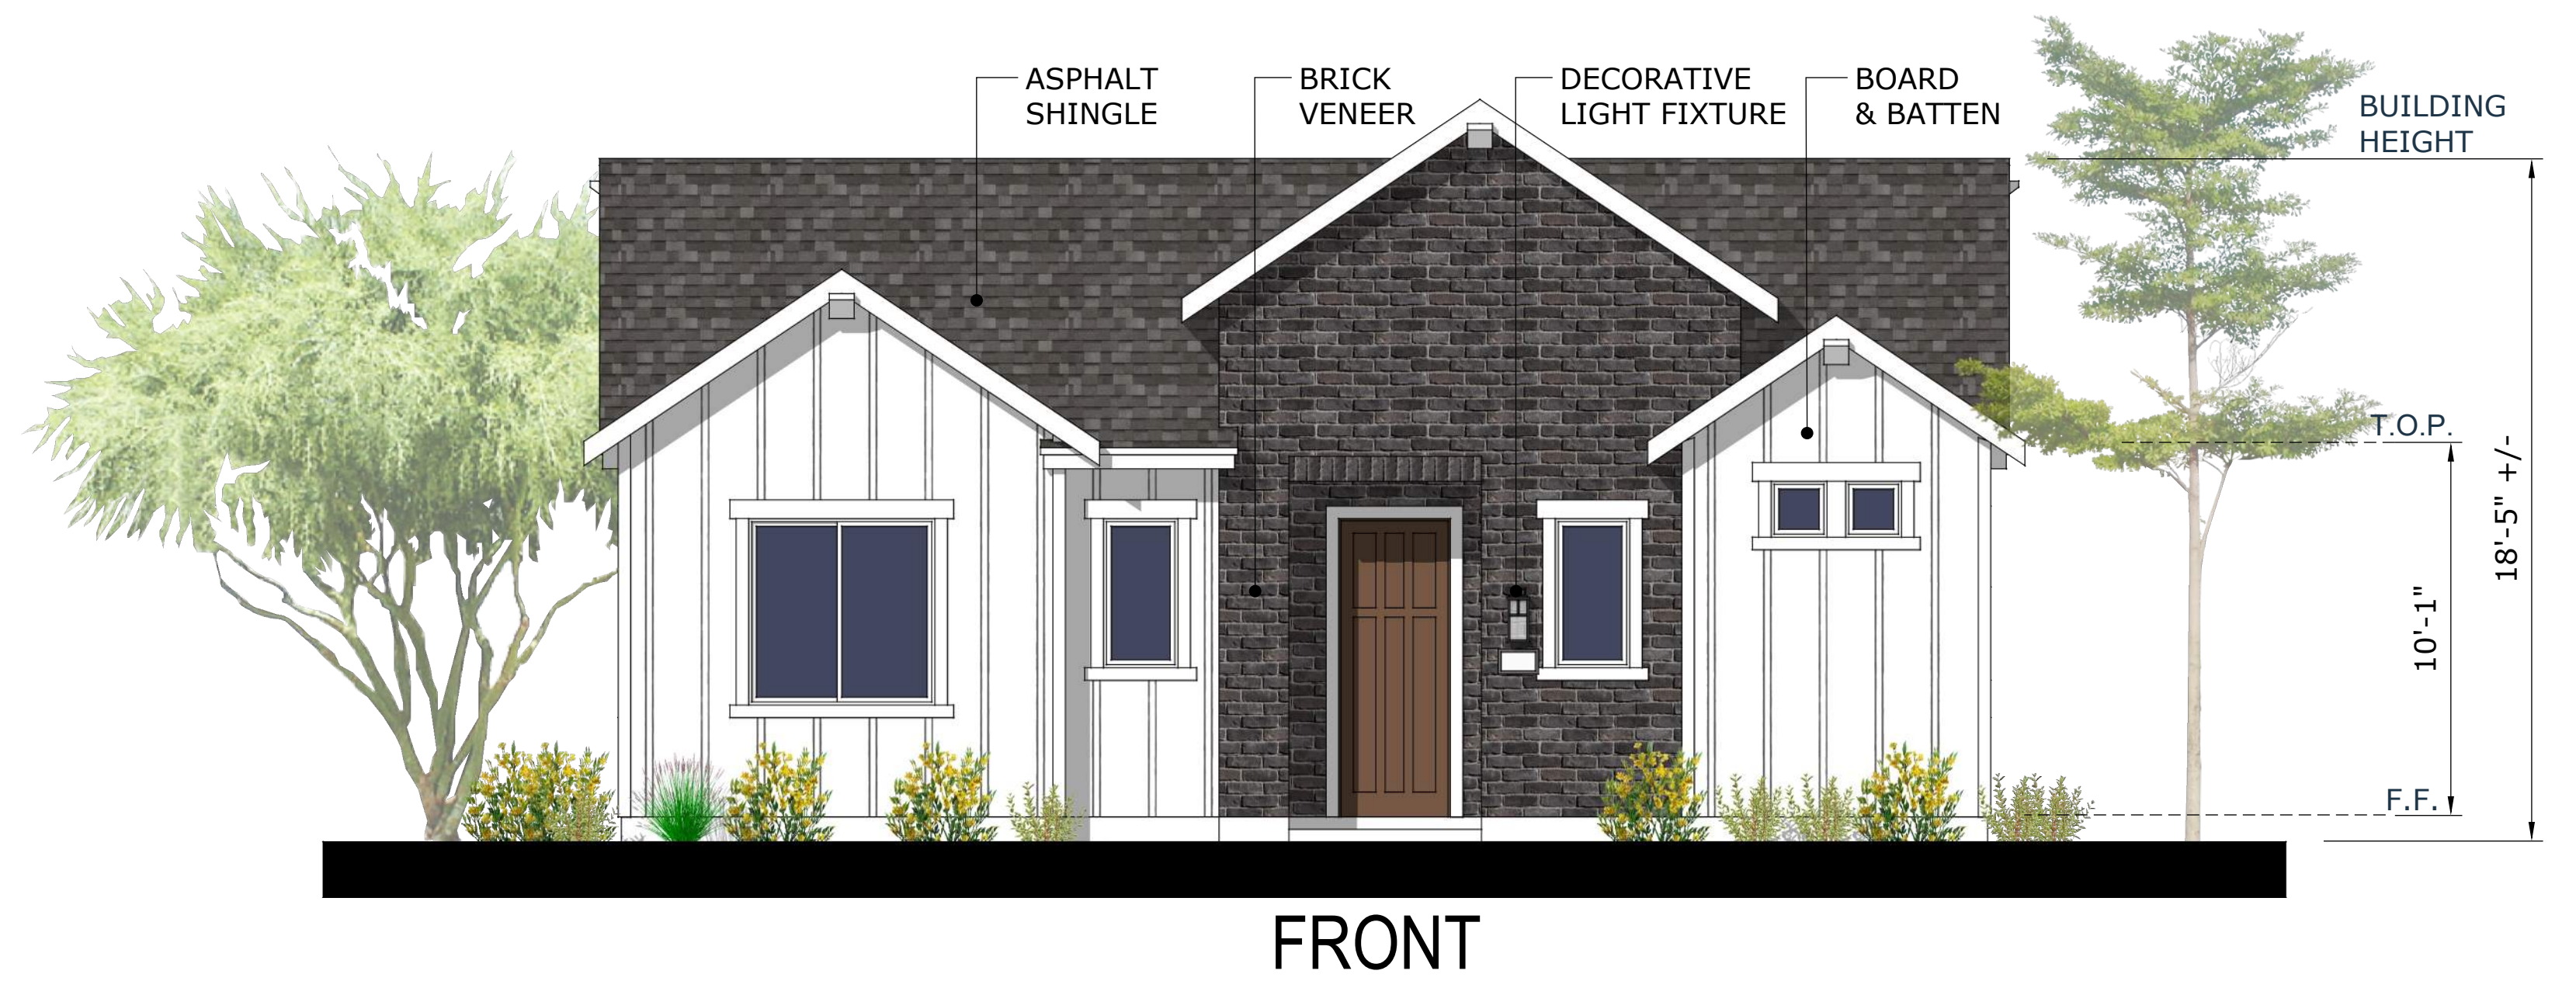 ASPHALT
SHINGLE
BRICK
VENEER
DECORATIVE
LIGHT FIXTURE
BOARD
& BATTEN
BUILDING
HEIGHT
T.O.P.
18'-5" +/-
10'-1"
F.F.
FRONT